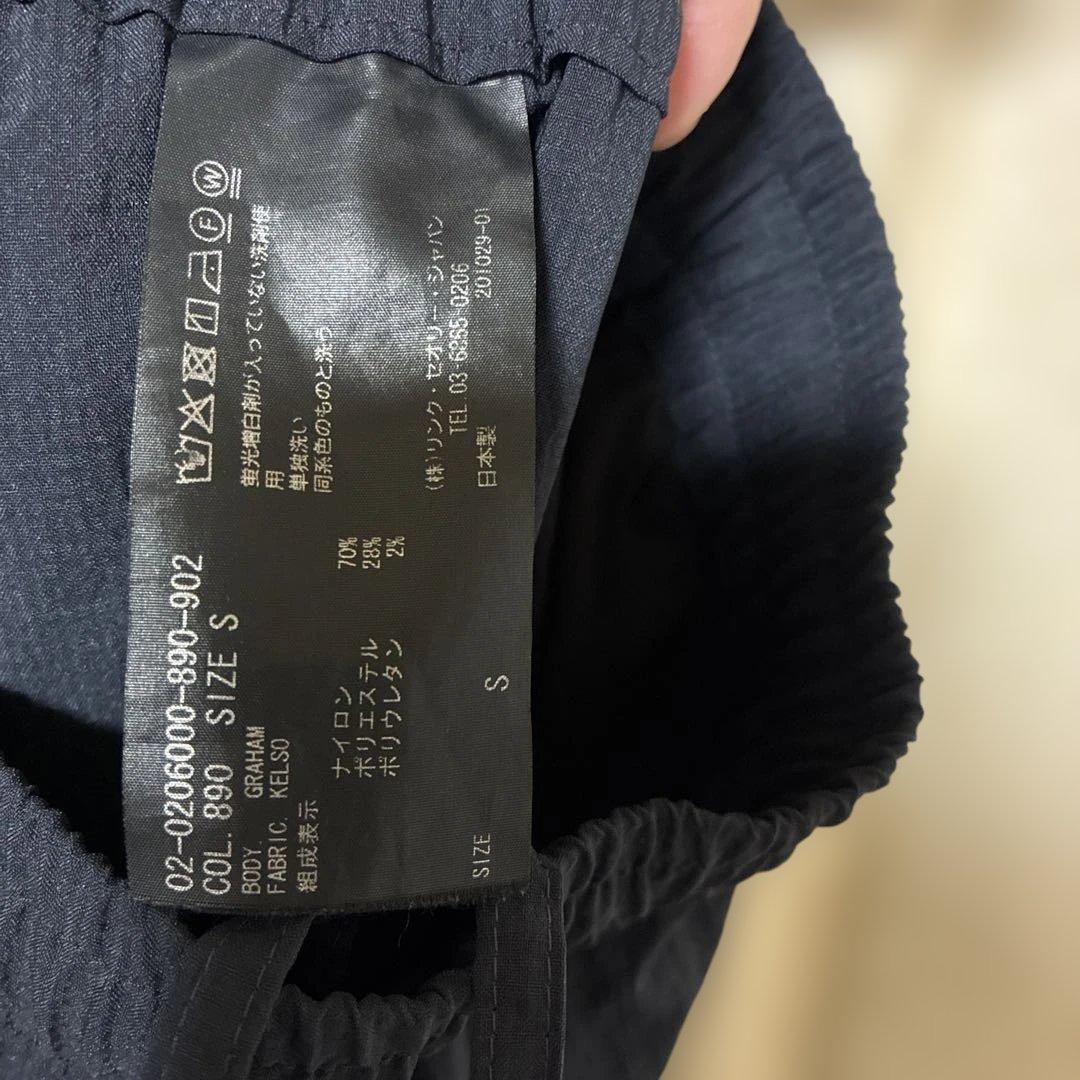 02-0206000-890-902
COL. 890 SIZE S
BODY. GRAHAM
FABRIC. KELSO
組成表示
ナイロン 70%
ポリエステル 28%
ポリウレタン 2%
SIZE S
W
F
蛍光増白剤が入っていない洗剤使
用
単独洗い
同系色のものと洗う
(株)リンク・セオリー・ジャパン
TEL.03-6865-0206
日本製 201029-01